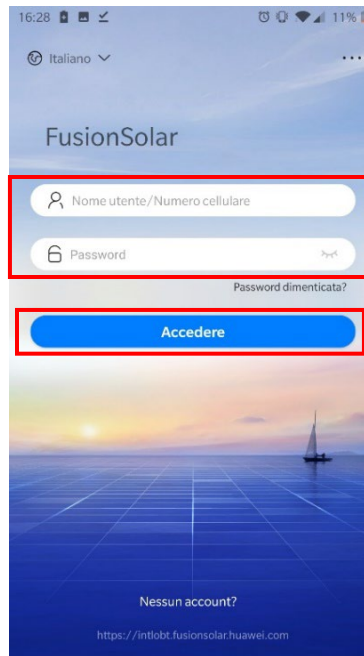 16:28 11%
Italiano
FusionSolar
Nome utente/Numero cellulare
Password
Password dimenticata?
Accedere
Nessun account?
https://intlobt.fusionsolar.huawei.com